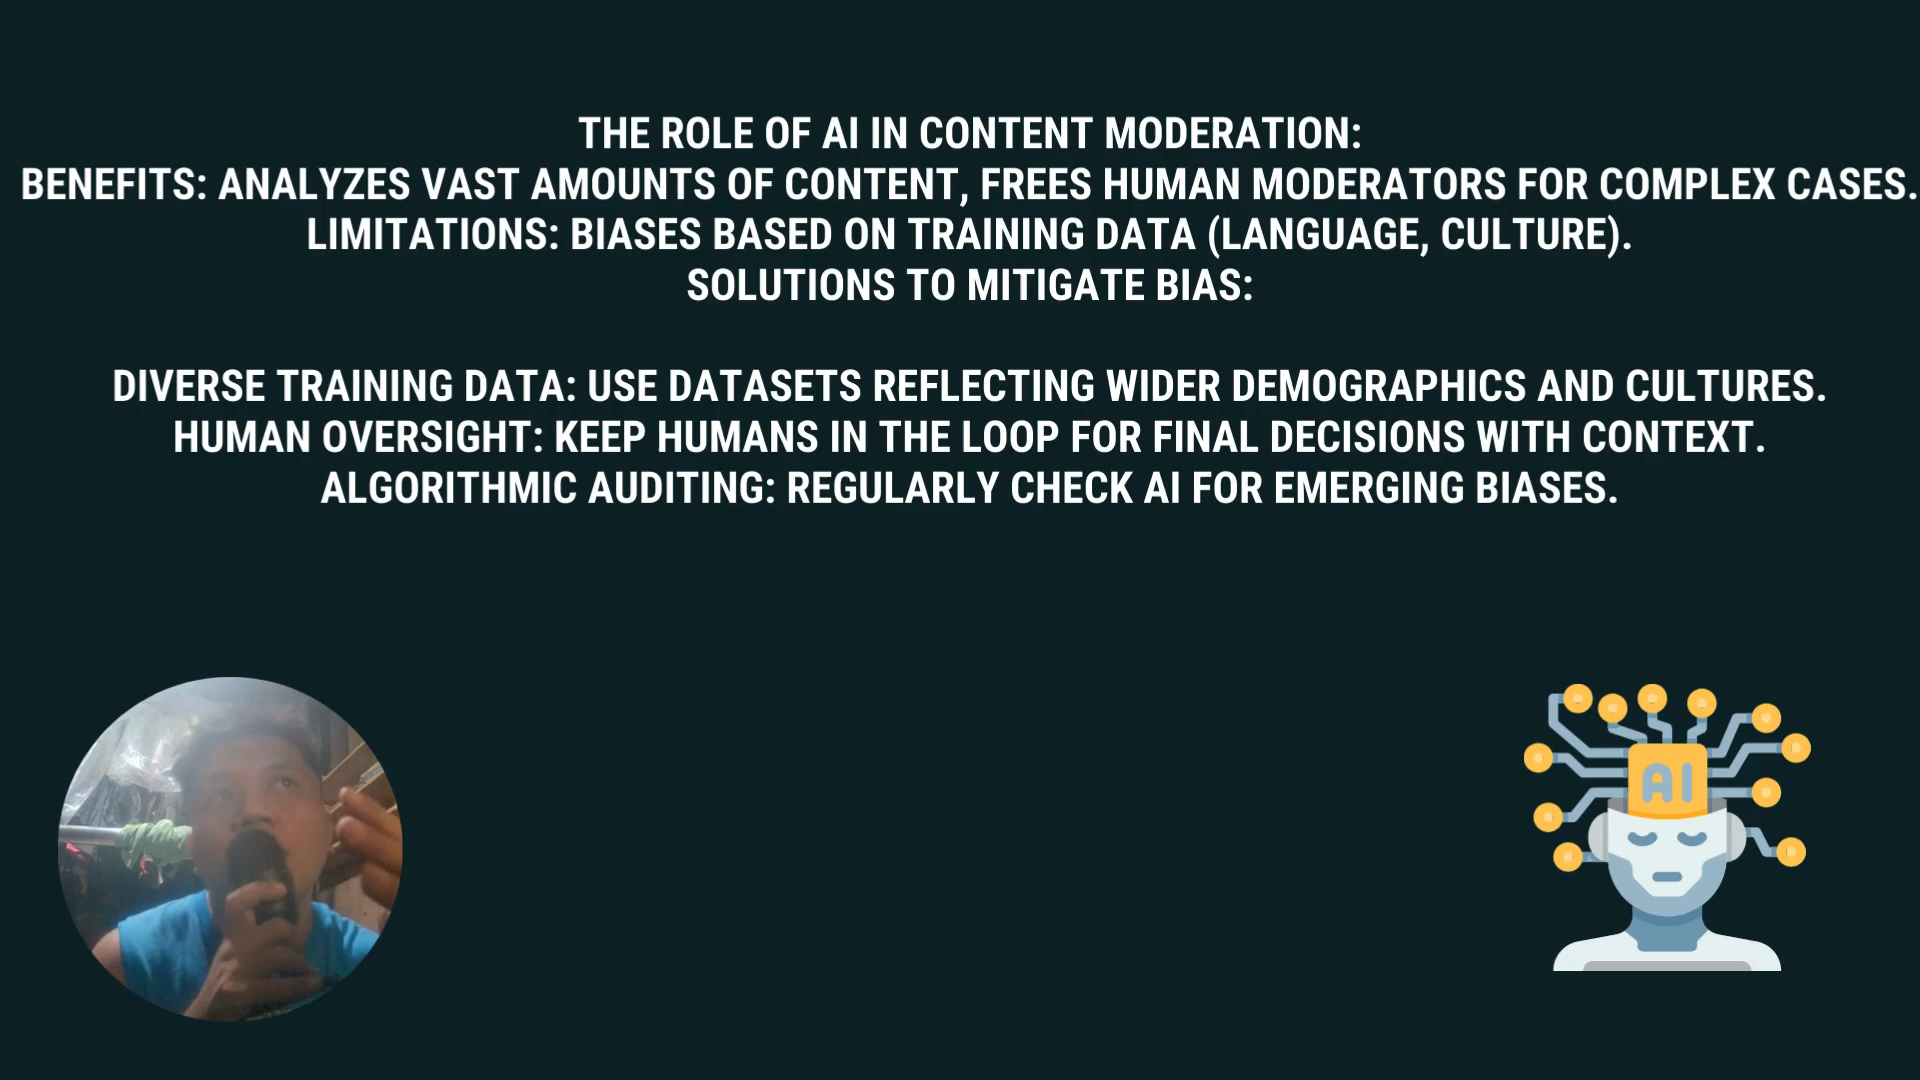 THE ROLE OF AI IN CONTENT MODERATION:
BENEFITS: ANALYZES VAST AMOUNTS OF CONTENT, FREES HUMAN MODERATORS FOR COMPLEX CASES.
LIMITATIONS: BIASES BASED ON TRAINING DATA (LANGUAGE, CULTURE).
SOLUTIONS TO MITIGATE BIAS:
DIVERSE TRAINING DATA: USE DATASETS REFLECTING WIDER DEMOGRAPHICS AND CULTURES.
HUMAN OVERSIGHT: KEEP HUMANS IN THE LOOP FOR FINAL DECISIONS WITH CONTEXT.
ALGORITHMIC AUDITING: REGULARLY CHECK AI FOR EMERGING BIASES.
AI